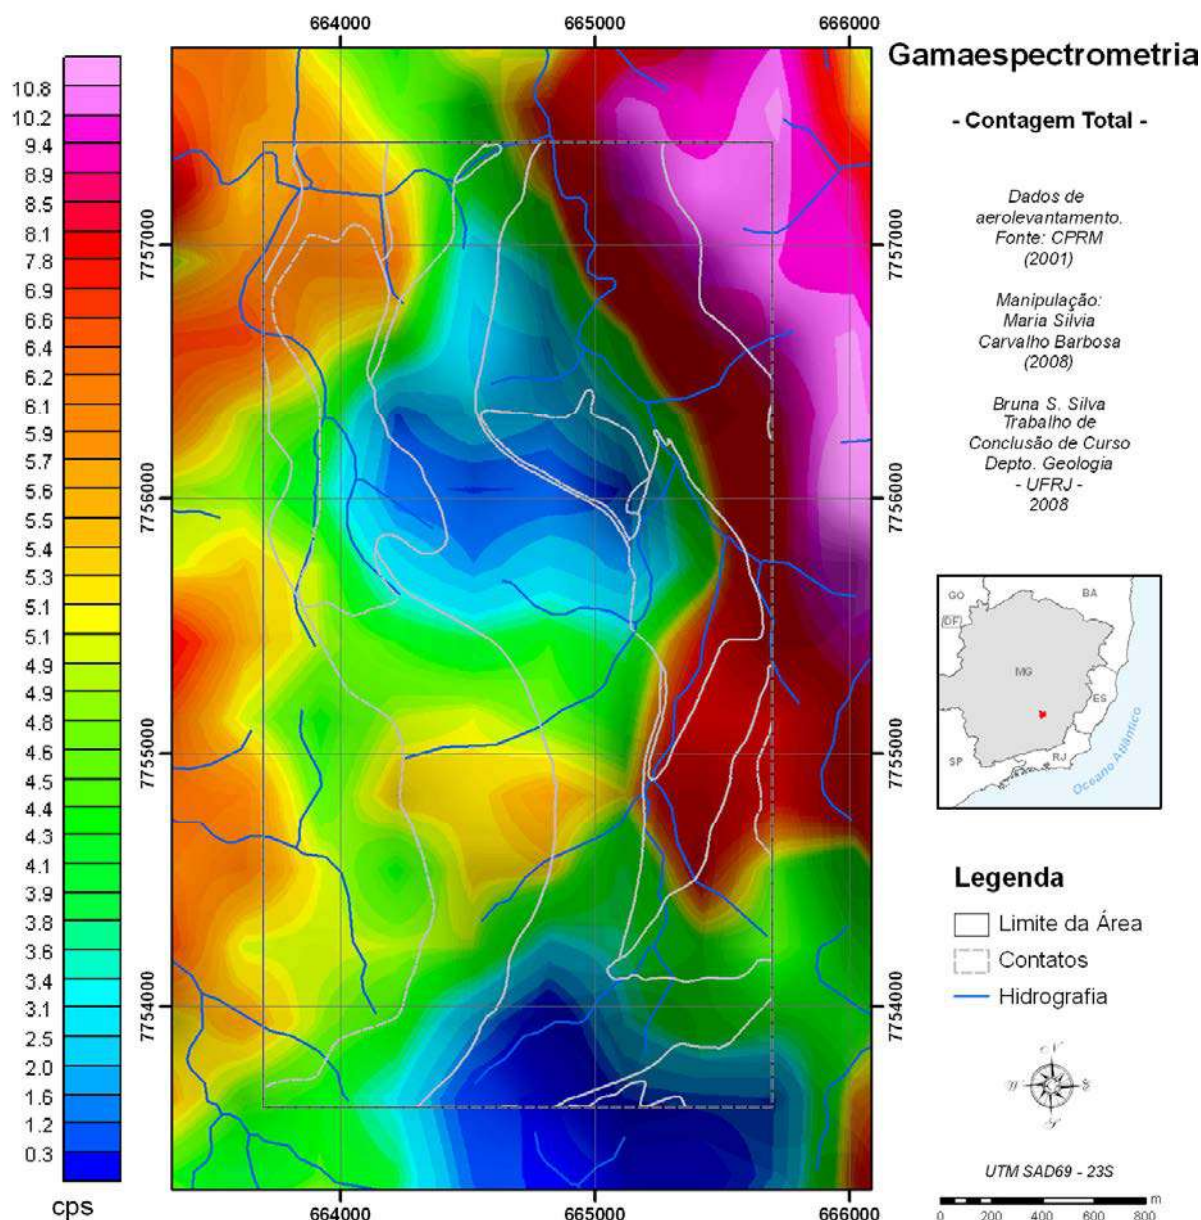 664000
665000
666000
10.8
10.2
9.4
8.9
8.5
8.1
7.8
6.9
6.6
6.4
6.2
6.1
5.9
5.7
5.6
5.5
5.4
5.3
5.1
5.1
4.9
4.9
4.8
4.6
4.5
4.4
4.3
4.1
3.9
3.8
3.6
3.4
3.1
2.5
2.0
1.6
1.2
0.3
cps
7757000
7756000
7755000
7754000
7757000
7756000
7755000
7754000
664000
665000
666000
Gamaespectrometria
- Contagem Total -
Dados de
aerolevantamento.
Fonte: CPRM
(2001)
Manipulação:
Maria Silvia
Carvalho Barbosa
(2008)
Bruna S. Silva
Trabalho de
Conclusão de Curso
Depto. Geologia
- UFRJ -
2008
GO
BA
(DF)
MG
ES
SP
RJ
Oceano Atlântico
Legenda
Limite da Área
Contatos
Hidrografia
N
S
UTM SAD69 - 23S
m
0 200 400 600 800